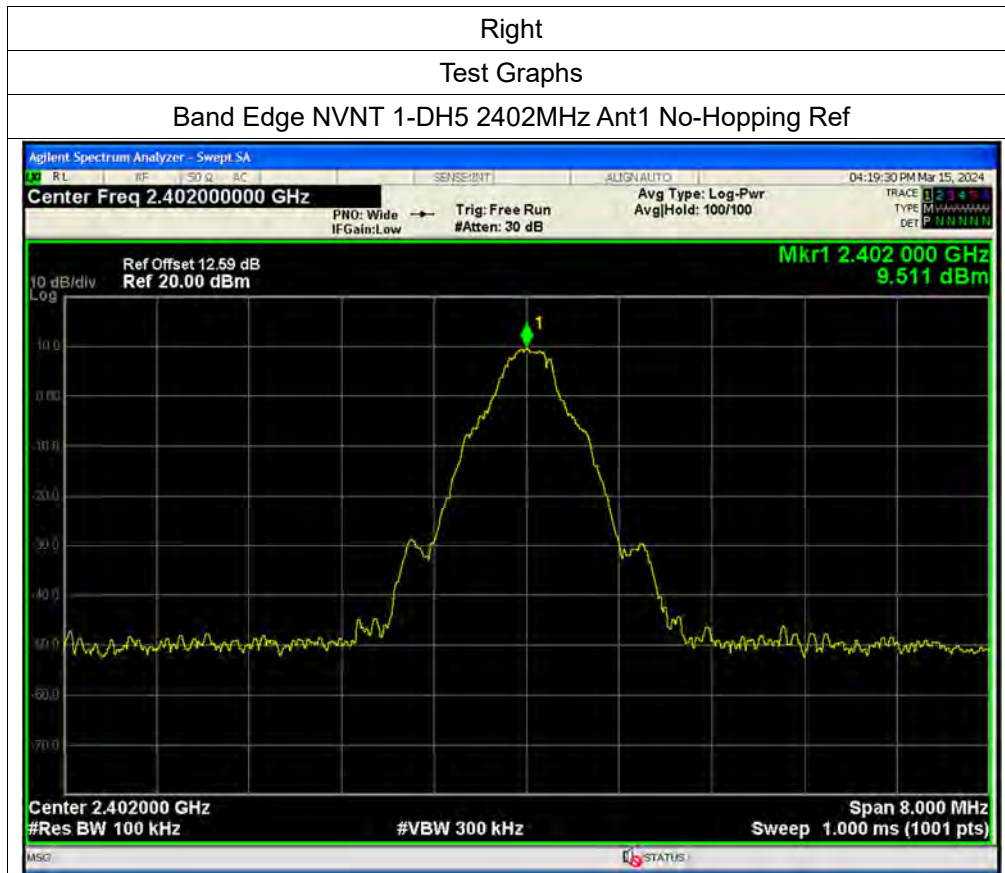 Right
Test Graphs
Band Edge NVNT 1-DH5 2402MHz Ant1 No-Hopping Ref
Agilent Spectrum Analyzer - Swept SA
LXI RL RF 50 Ω AC SENSE:INT ALIGN AUTO 04:19:30 PM Mar 15, 2024
Center Freq 2.402000000 GHz
PNO: Wide
IFGain:Low
Trig: Free Run
#Atten: 30 dB
Avg Type: Log-Pwr
Avg|Hold: 100/100
TRACE 1 2 3 4 5 6
TYPE M
DET P N N N N N
Mkr1 2.402 000 GHz
9.511 dBm
Ref Offset 12.59 dB
10 dB/div Ref 20.00 dBm
Log
1
10.0
0.00
-10.0
-20.0
-30.0
-40.0
-50.0
-60.0
-70.0
Center 2.402000 GHz Span 8.000 MHz
#Res BW 100 kHz #VBW 300 kHz Sweep 1.000 ms (1001 pts)
MSG STATUS